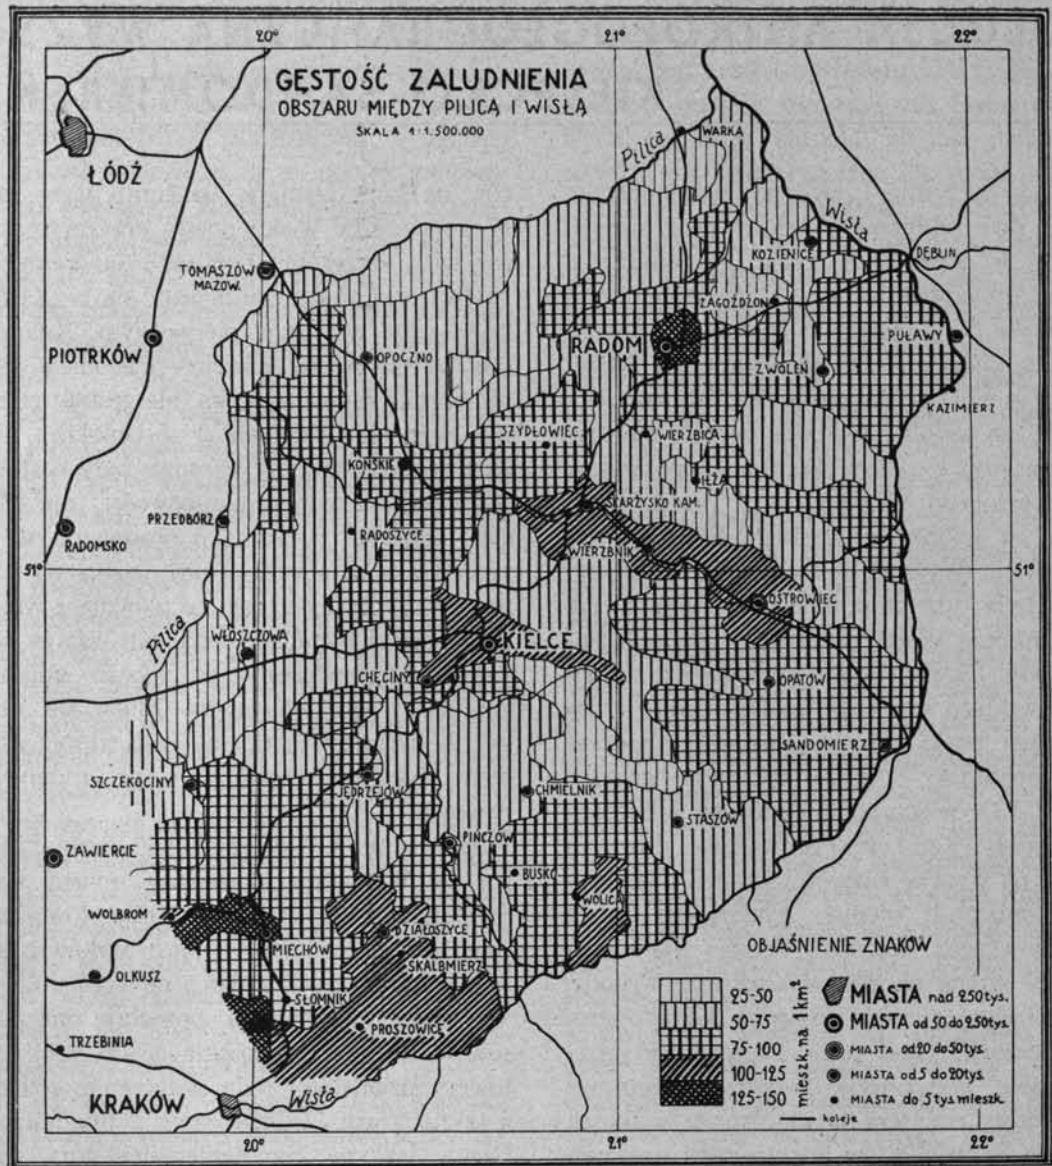 20°
21°
22°
GĘSTOŚĆ ZALUDNIENIA
OBSZARU MIĘDZY PILICĄ I WISŁĄ
SKALA 1:1.500.000
ŁÓDŹ
Pilica
WARKA
Wisła
KOZIENICE
DĘBLIN
TOMASZÓW
MAZOW.
ZAGOŻDŻON
PIOTRKÓW
RADOM
PUŁAWY
OPOCZNO
ZWOLEŃ
KAZIMIERZ
SZYDŁOWIEC
WIERZBICA
KOŃSKIE
IŁŻA
SKARŻYSKO KAM.
PRZEDBÓRZ
RADOSZYCE
RADOMSKO
WIERZBNIK
51°
51°
OSTROWIEC
Pilica
WŁOSZCZOWA
KIELCE
CHĘCINY
OPATÓW
SANDOMIERZ
SZCZEKOCINY
JĘDRZEJÓW
CHMIELNIK
STASZÓW
PIŃCZÓW
ZAWIERCIE
BUSKO
WOLICA
WOLBROM
DZIAŁOSZYCE
MIECHÓW
SKALBMIERZ
OLKUSZ
SŁOMNIK
PROSZOWICE
TRZEBINIA
KRAKÓW
Wisła
OBJAŚNIENIE ZNAKÓW
25-50
50-75
75-100
100-125
125-150
mieszk. na 1 km²
MIASTA nad 250 tys.
MIASTA od 50 do 250 tys.
MIASTA od 20 do 50 tys.
MIASTA od 5 do 20 tys.
MIASTA do 5 tys mieszk.
koleje
20°
21°
22°